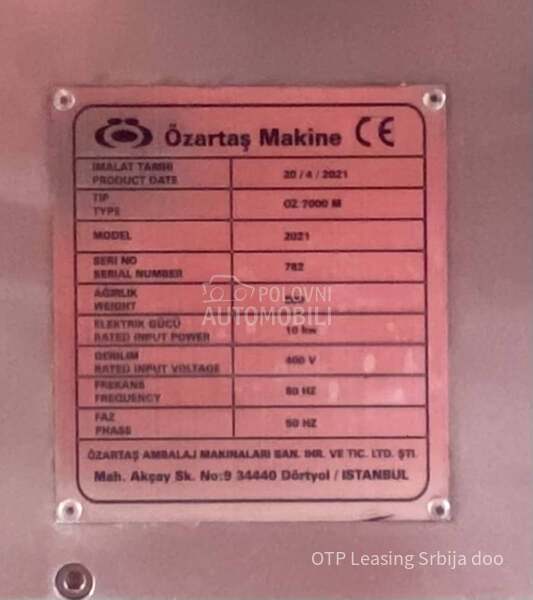 Özartaş Makine CE
IMALAT TARIHI
PRODUCT DATE
20 / 4 / 2021
TIP
TYPE
OZ 7000 M
MODEL
2021
SERI NO
SERIAL NUMBER
782
AĞIRLIK
WEIGHT
ELEKTRIK GÜCÜ
RATED INPUT POWER
10 kw
GERILIM
RATED INPUT VOLTAGE
400 V
FREKANS
FREQUENCY
50 HZ
FAZ
PHASE
50 HZ
ÖZARTAŞ AMBALAJ MAKINALARI SAN. IHR. VE TIC. LTD. ŞTI.
Mah. Akçay Sk. No:9 34440 Dörtyol / ISTANBUL
POLOVNI
AUTOMOBILI
OTP Leasing Srbija doo